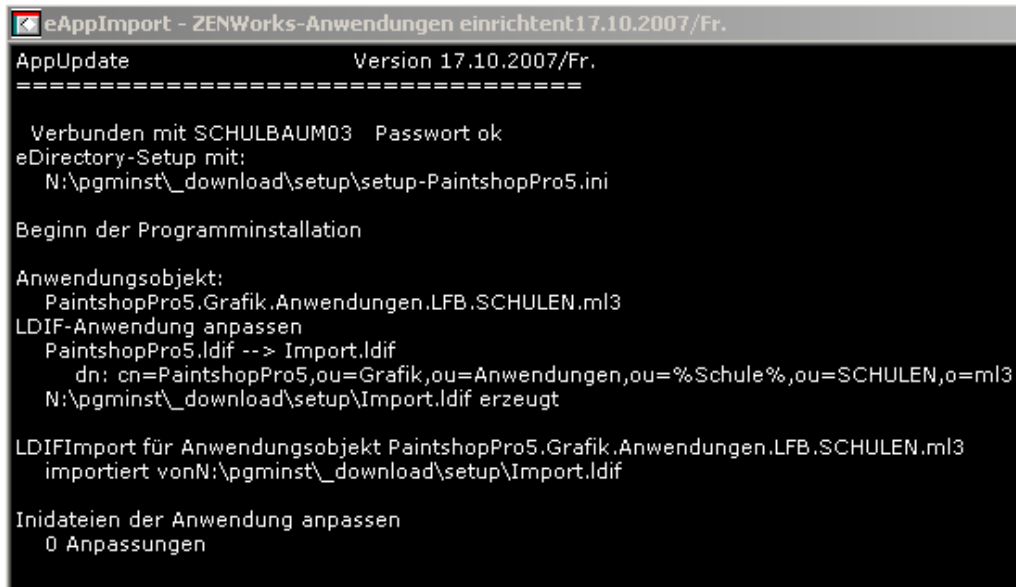 eAppImport - ZENWorks-Anwendungen einrichtent17.10.2007/Fr.
AppUpdate Version 17.10.2007/Fr.
===================================
Verbunden mit SCHULBAUM03 Passwort ok
eDirectory-Setup mit:
N:\pgminst\_download\setup\setup-PaintshopPro5.ini
Beginn der Programminstallation
Anwendungsobjekt:
PaintshopPro5.Grafik.Anwendungen.LFB.SCHULEN.ml3
LDIF-Anwendung anpassen
PaintshopPro5.ldif --> Import.ldif
dn: cn=PaintshopPro5,ou=Grafik,ou=Anwendungen,ou=%Schule%,ou=SCHULEN,o=ml3
N:\pgminst\_download\setup\Import.ldif erzeugt
LDIFImport für Anwendungsobjekt PaintshopPro5.Grafik.Anwendungen.LFB.SCHULEN.ml3
importiert vonN:\pgminst\_download\setup\Import.ldif
Inidateien der Anwendung anpassen
0 Anpassungen